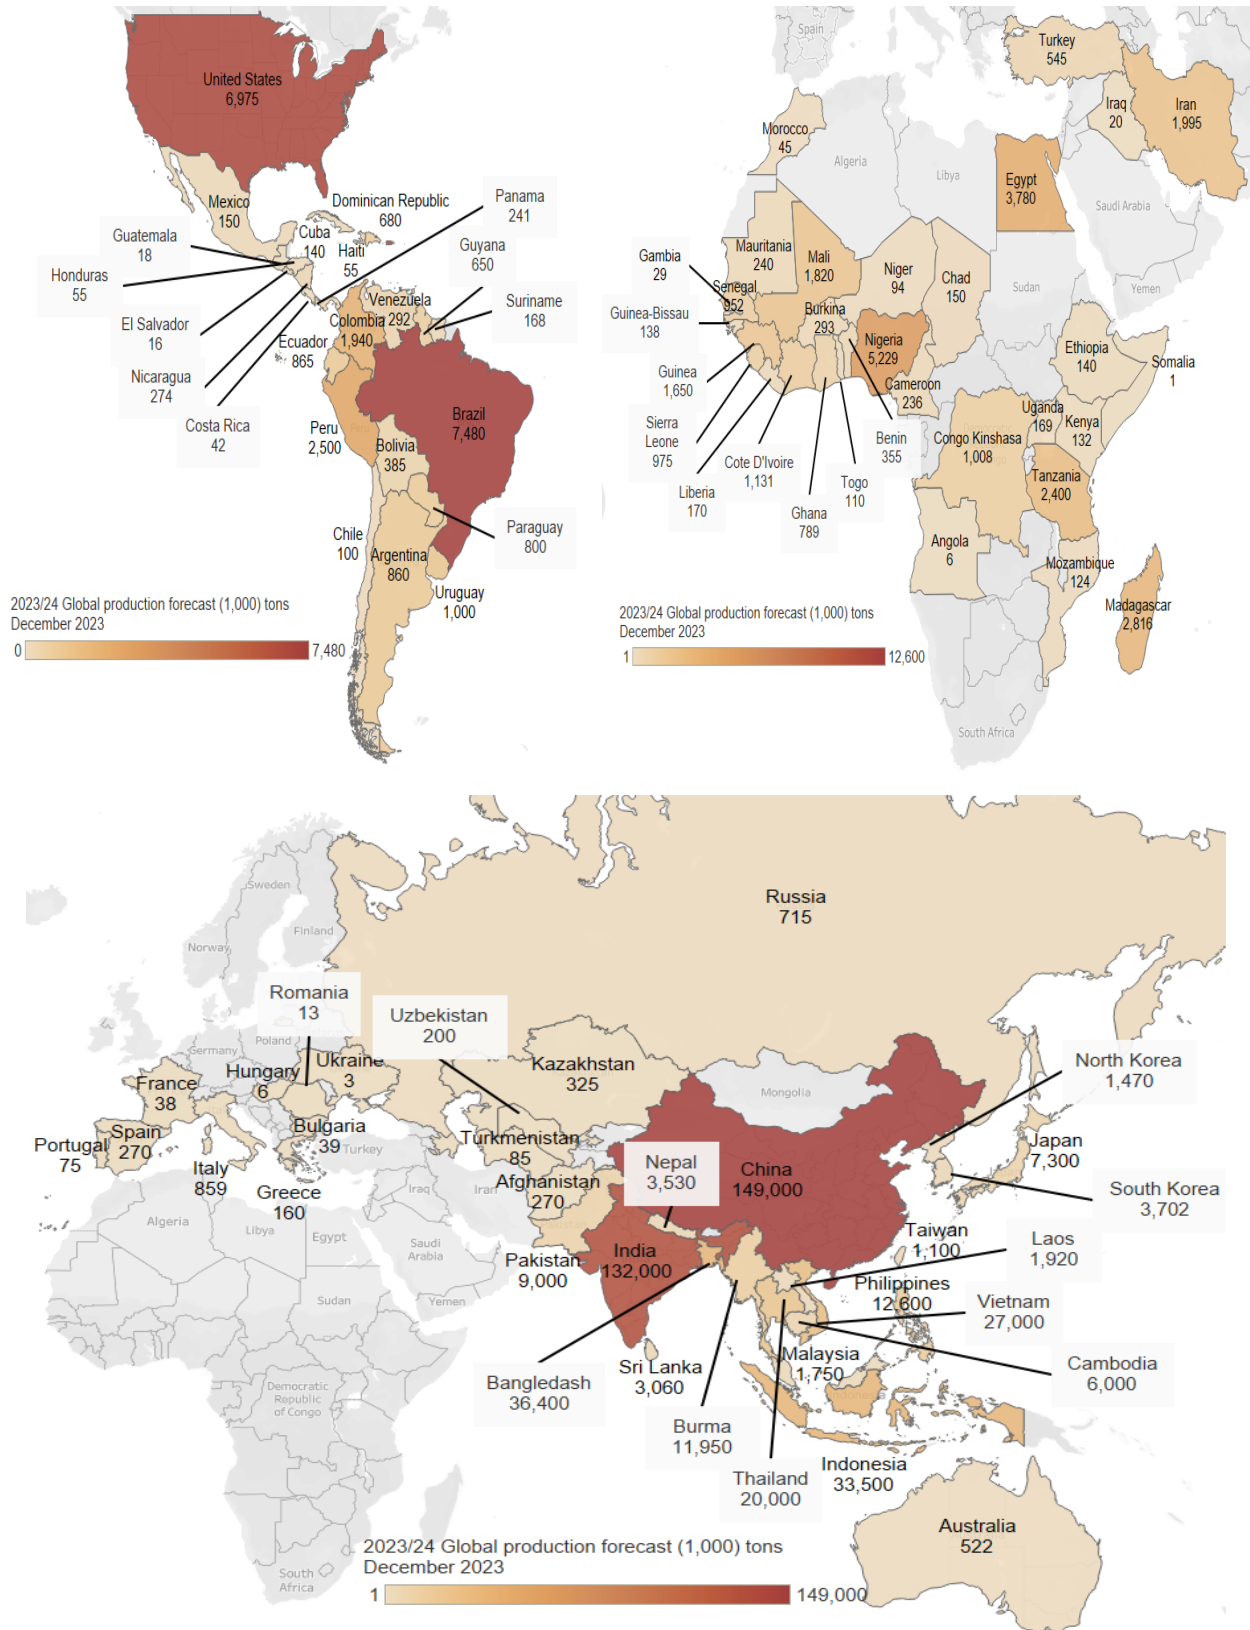 United States
6,975
Mexico
150
Dominican Republic
680
Panama
241
Guatemala
18
Cuba
140
Haiti
55
Guyana
650
Honduras
55
El Salvador
16
Venezuela
292
Suriname
168
Colombia
1,940
Ecuador
865
Nicaragua
274
Costa Rica
42
Brazil
7,480
Peru
2,500
Peru
Bolivia
385
Chile
100
Argentina
860
Paraguay
800
Uruguay
1,000
2023/24 Global production forecast (1,000) tons
December 2023
0
7,480
Spain
Turkey
545
Iraq
20
Iran
1,995
Morocco
45
Algeria
Libya
Egypt
3,780
Saudi Arabia
Mauritania
240
Mali
1,820
Niger
94
Chad
150
Sudan
Yemen
Gambia
29
Senegal
952
Guinea-Bissau
138
Burkina
293
Nigeria
5,229
Ethiopia
140
Somalia
1
Guinea
1,650
Cameroon
236
Uganda
169
Kenya
132
Sierra
Leone
975
Cote D'Ivoire
1,131
Benin
355
Congo Kinshasa
1,008
Tanzania
2,400
Liberia
170
Ghana
789
Togo
110
Angola
6
Mozambique
124
Madagascar
2,816
South Africa
2023/24 Global production forecast (1,000) tons
December 2023
1
12,600
Russia
715
Sweden
Finland
Norway
Romania
13
Uzbekistan
200
Germany
Poland
Ukraine
3
Hungary
6
France
38
Kazakhstan
325
Mongolia
North Korea
1,470
Portugal
75
Spain
270
Bulgaria
39
Turkey
Italy
859
Greece
160
Turkmenistan
85
Afghanistan
270
Nepal
3,530
China
149,000
Japan
7,300
South Korea
3,702
Iraq
Iran
Algeria
Libya
Egypt
Saudi
Arabia
Pakistan
9,000
India
132,000
Taiwan
1,100
Laos
1,920
Sudan
Yemen
Philippines
12,600
Vietnam
27,000
Sri Lanka
3,060
Malaysia
1,750
Cambodia
6,000
Bangledash
36,400
Burma
11,950
Thailand
20,000
Indonesia
33,500
Democratic
Republic
of Congo
Australia
522
South
Africa
2023/24 Global production forecast (1,000) tons
December 2023
1
149,000